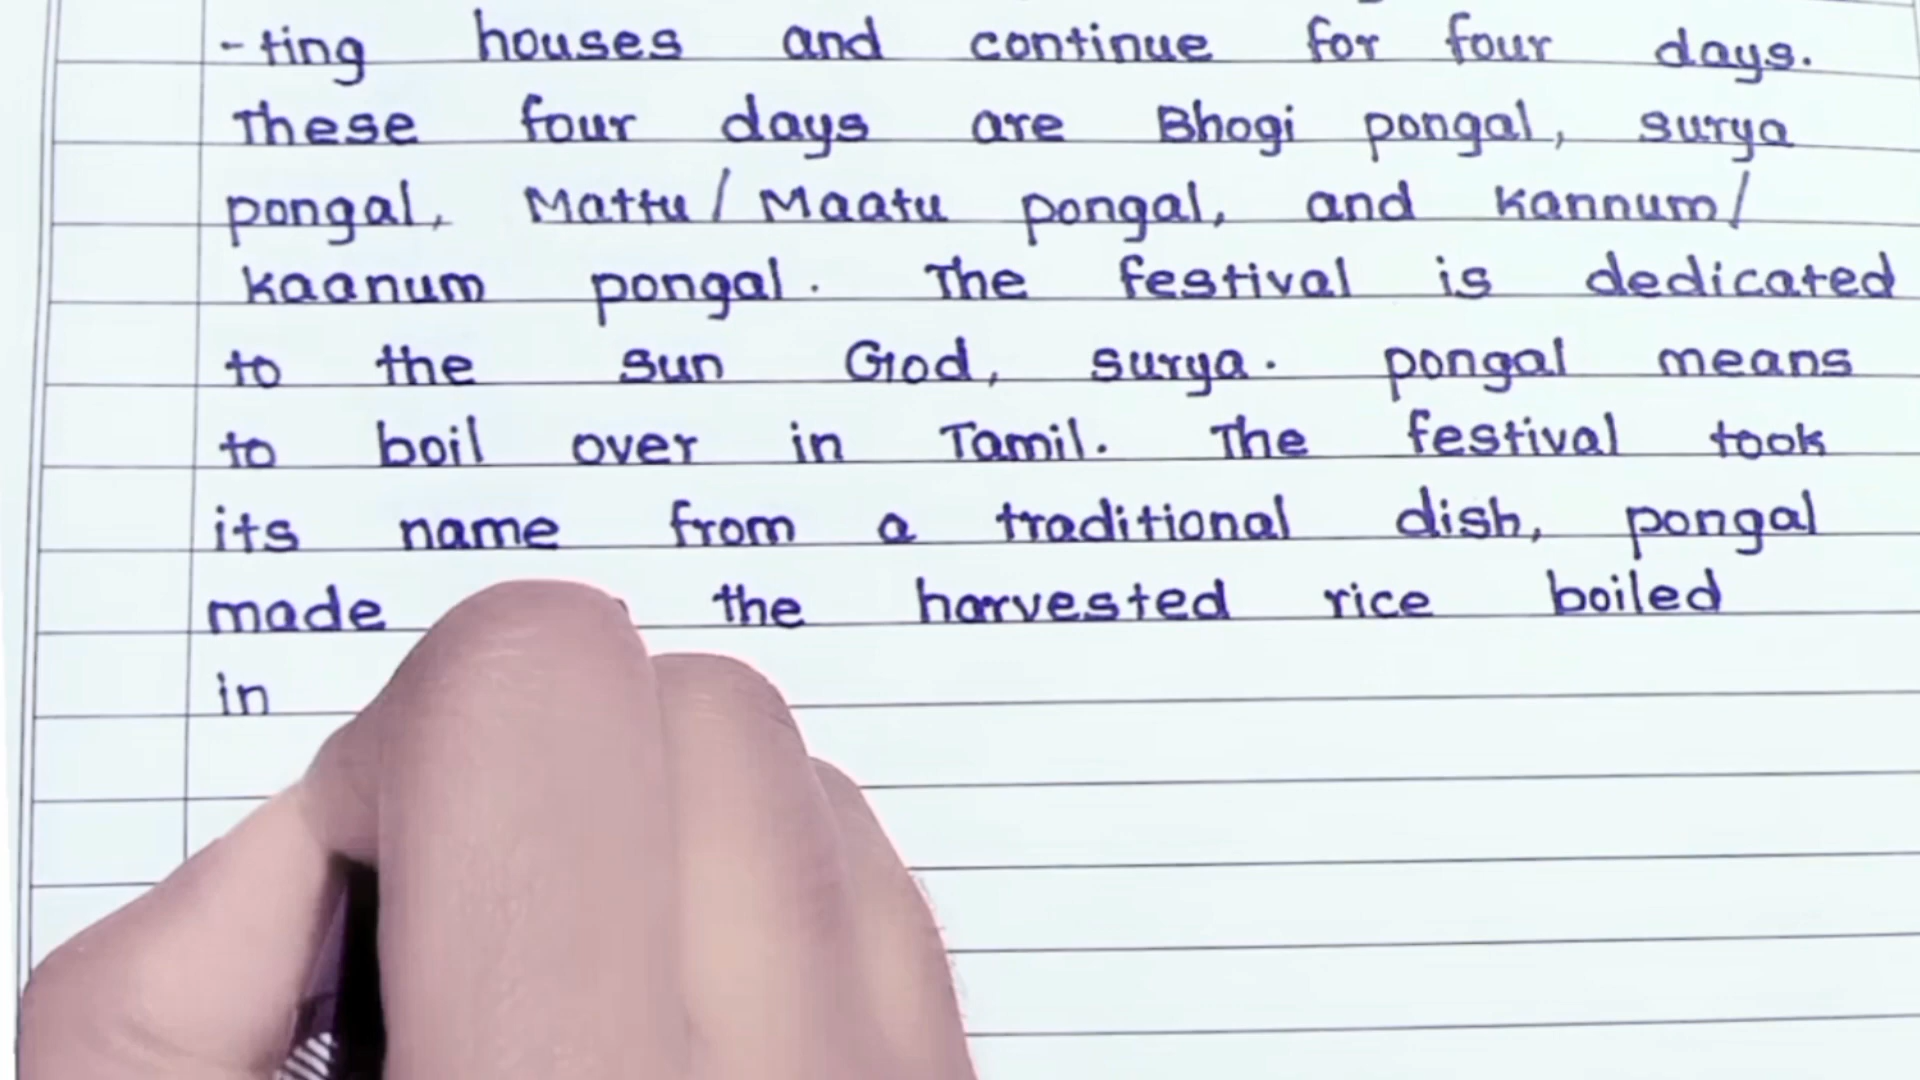 -ting houses and continue for four days.
These four days are Bhogi pongal, surya
pongal, Mattu/Maatu pongal, and kannum/
kaanum pongal. The festival is dedicated
to the sun God, surya. pongal means
to boil over in Tamil. The festival took
its name from a traditional dish, pongal
made the harvested rice boiled
in